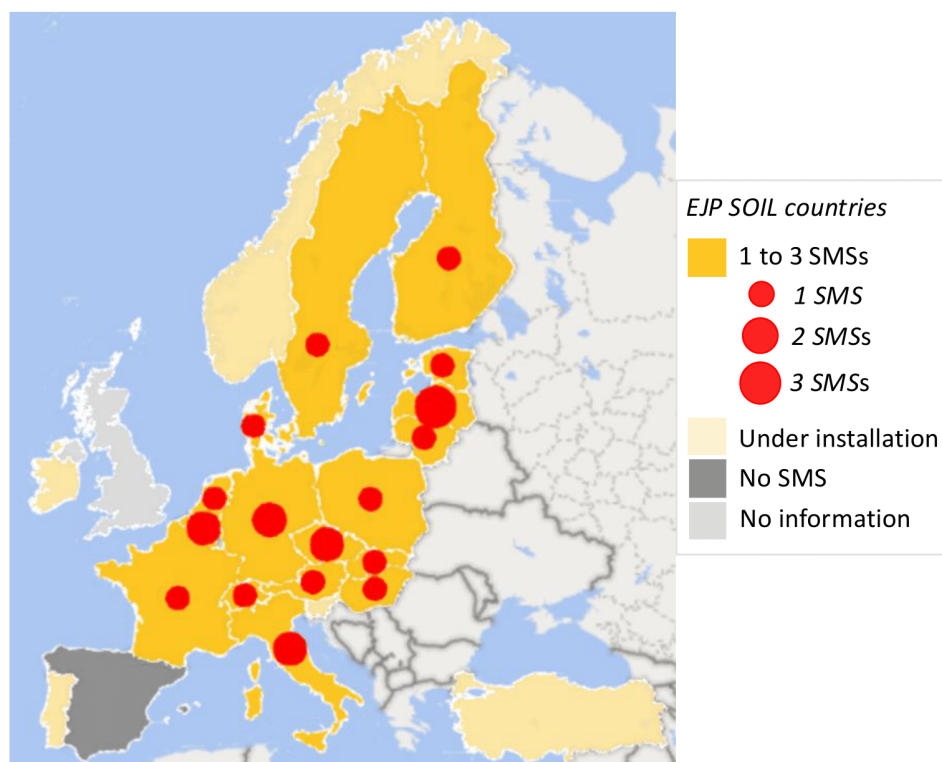 EJP SOIL countries
1 to 3 SMSs
1 SMS
2 SMSs
3 SMSs
Under installation
No SMS
No information